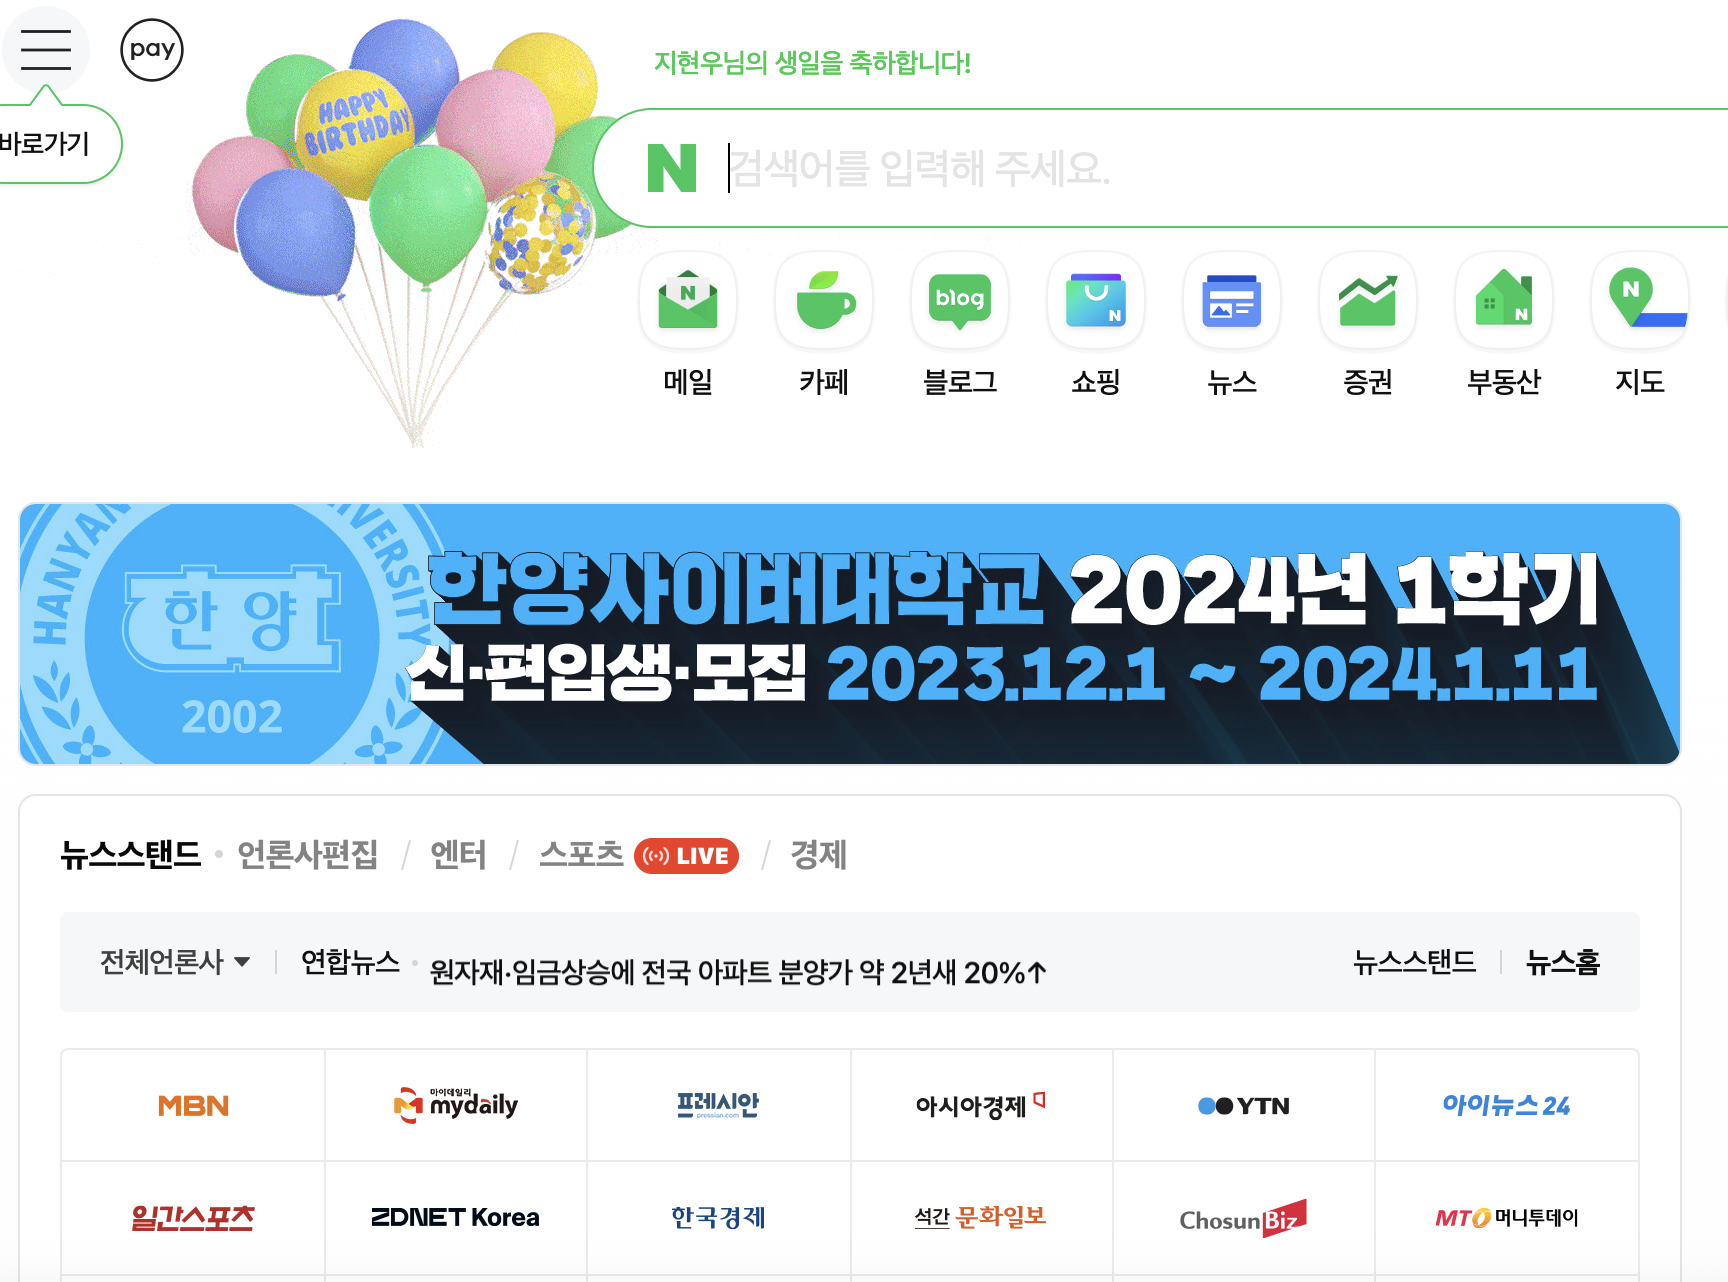 pay
바로가기
HAPPY
BIRTHDAY
지현우님의 생일을 축하합니다!
N 검색어를 입력해 주세요.
N
blog
N
N
N
메일 카페 블로그 쇼핑 뉴스 증권 부동산 지도
한양
2002
한양사이버대학교 2024년 1학기
신·편입생·모집 2023.12.1 ~ 2024.1.11
뉴스스탠드 · 언론사편집 / 엔터 / 스포츠 LIVE / 경제
전체언론사 | 연합뉴스 · 원자재·임금상승에 전국 아파트 분양가 약 2년새 20%↑ 뉴스스탠드 | 뉴스홈
MBN 마이데일리 mydaily 프레시안 pressian.com 아시아경제 YTN 아이뉴스24
일간스포츠 ZDNET Korea 한국경제 석간 문화일보 ChosunBiz MTO 머니투데이